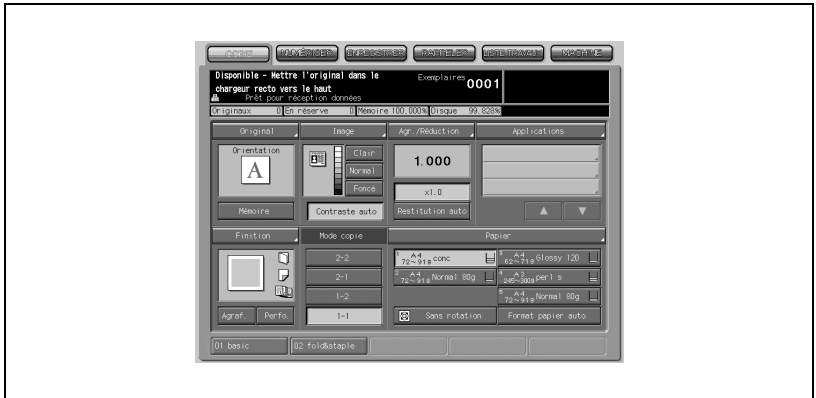 COPIE NUMÉRISER ENREGISTRER RAPPELER LISTE TRAVAUX MACHINE
Disponible - Mettre l'original dans le
chargeur recto vers le haut
Prêt pour réception données
Exemplaires 0001
Originaux 0 En réserve 0 Mémoire 100.000% Disque 99.828%
Original Image Agr./Réduction Applications
Orientation
A
Clair
Normal
Foncé
1.000
x1.0
Mémoire Contraste auto Restitution auto
Finition Mode copie Papier
2-2
2-1
1-2
1-1
1 A4 72~91g conc
2 A4 72~91g Normal 80g
3 A4 62~71g Glossy 120
4 A3 245~300g perl s
5 A4 72~91g Normal 80g
Agraf. Perfo.
Sans rotation Format papier auto
01 basic 02 fold&staple